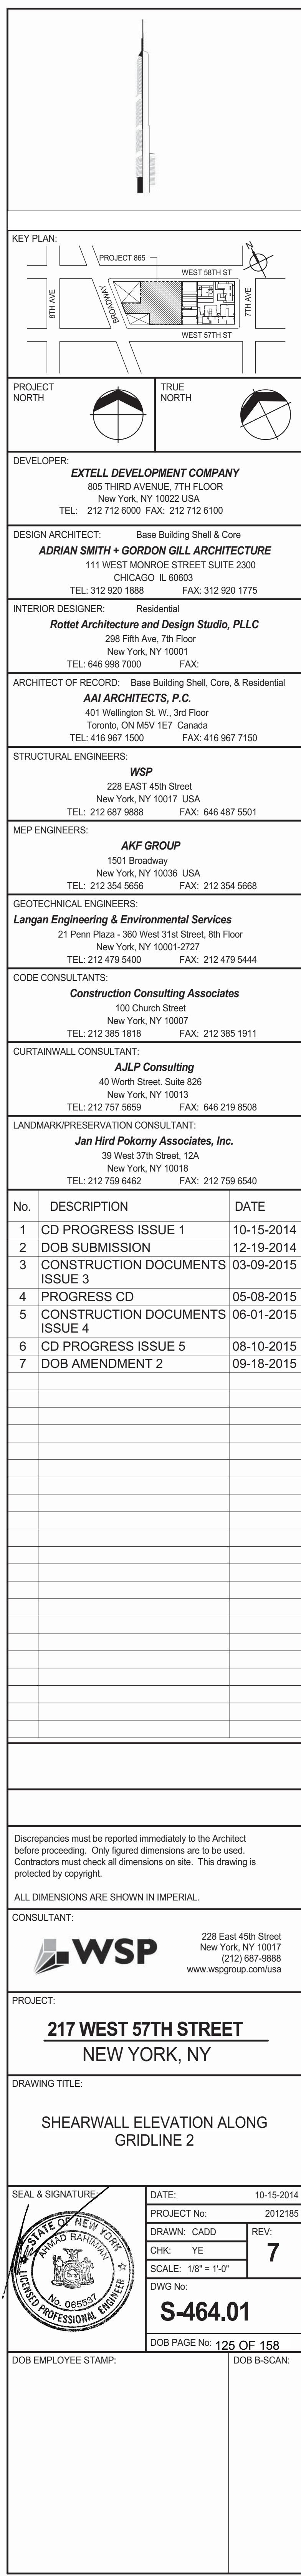 KEY PLAN:
PROJECT 865
N
WEST 58TH ST
8TH AVE
BROADWAY
7TH AVE
WEST 57TH ST
PROJECT
NORTH
TRUE
NORTH
DEVELOPER:
EXTELL DEVELOPMENT COMPANY
805 THIRD AVENUE, 7TH FLOOR
New York, NY 10022 USA
TEL: 212 712 6000 FAX: 212 712 6100
DESIGN ARCHITECT: Base Building Shell & Core
ADRIAN SMITH + GORDON GILL ARCHITECTURE
111 WEST MONROE STREET SUITE 2300
CHICAGO IL 60603
TEL: 312 920 1888 FAX: 312 920 1775
INTERIOR DESIGNER: Residential
Rottet Architecture and Design Studio, PLLC
298 Fifth Ave, 7th Floor
New York, NY 10001
TEL: 646 998 7000 FAX:
ARCHITECT OF RECORD: Base Building Shell, Core, & Residential
AAI ARCHITECTS, P.C.
401 Wellington St. W., 3rd Floor
Toronto, ON M5V 1E7 Canada
TEL: 416 967 1500 FAX: 416 967 7150
STRUCTURAL ENGINEERS:
WSP
228 EAST 45th Street
New York, NY 10017 USA
TEL: 212 687 9888 FAX: 646 487 5501
MEP ENGINEERS:
AKF GROUP
1501 Broadway
New York, NY 10036 USA
TEL: 212 354 5656 FAX: 212 354 5668
GEOTECHNICAL ENGINEERS:
Langan Engineering & Environmental Services
21 Penn Plaza - 360 West 31st Street, 8th Floor
New York, NY 10001-2727
TEL: 212 479 5400 FAX: 212 479 5444
CODE CONSULTANTS:
Construction Consulting Associates
100 Church Street
New York, NY 10007
TEL: 212 385 1818 FAX: 212 385 1911
CURTAINWALL CONSULTANT:
AJLP Consulting
40 Worth Street. Suite 826
New York, NY 10013
TEL: 212 757 5659 FAX: 646 219 8508
LANDMARK/PRESERVATION CONSULTANT:
Jan Hird Pokorny Associates, Inc.
39 West 37th Street, 12A
New York, NY 10018
TEL: 212 759 6462 FAX: 212 759 6540
No. DESCRIPTION DATE
1 CD PROGRESS ISSUE 1 10-15-2014
2 DOB SUBMISSION 12-19-2014
3 CONSTRUCTION DOCUMENTS 03-09-2015
ISSUE 3
4 PROGRESS CD 05-08-2015
5 CONSTRUCTION DOCUMENTS 06-01-2015
ISSUE 4
6 CD PROGRESS ISSUE 5 08-10-2015
7 DOB AMENDMENT 2 09-18-2015
Discrepancies must be reported immediately to the Architect
before proceeding. Only figured dimensions are to be used.
Contractors must check all dimensions on site. This drawing is
protected by copyright.
ALL DIMENSIONS ARE SHOWN IN IMPERIAL.
CONSULTANT:
WSP
228 East 45th Street
New York, NY 10017
(212) 687-9888
www.wspgroup.com/usa
PROJECT:
217 WEST 57TH STREET
NEW YORK, NY
DRAWING TITLE:
SHEARWALL ELEVATION ALONG
GRIDLINE 2
SEAL & SIGNATURE:
STATE OF NEW YORK
AHMAD RAHIMIAN
No. 065537
LICENSED PROFESSIONAL ENGINEER
DATE: 10-15-2014
PROJECT No: 2012185
DRAWN: CADD
REV:
7
CHK: YE
SCALE: 1/8" = 1'-0"
DWG No:
S-464.01
DOB PAGE No: 125 OF 158
DOB EMPLOYEE STAMP:
DOB B-SCAN: